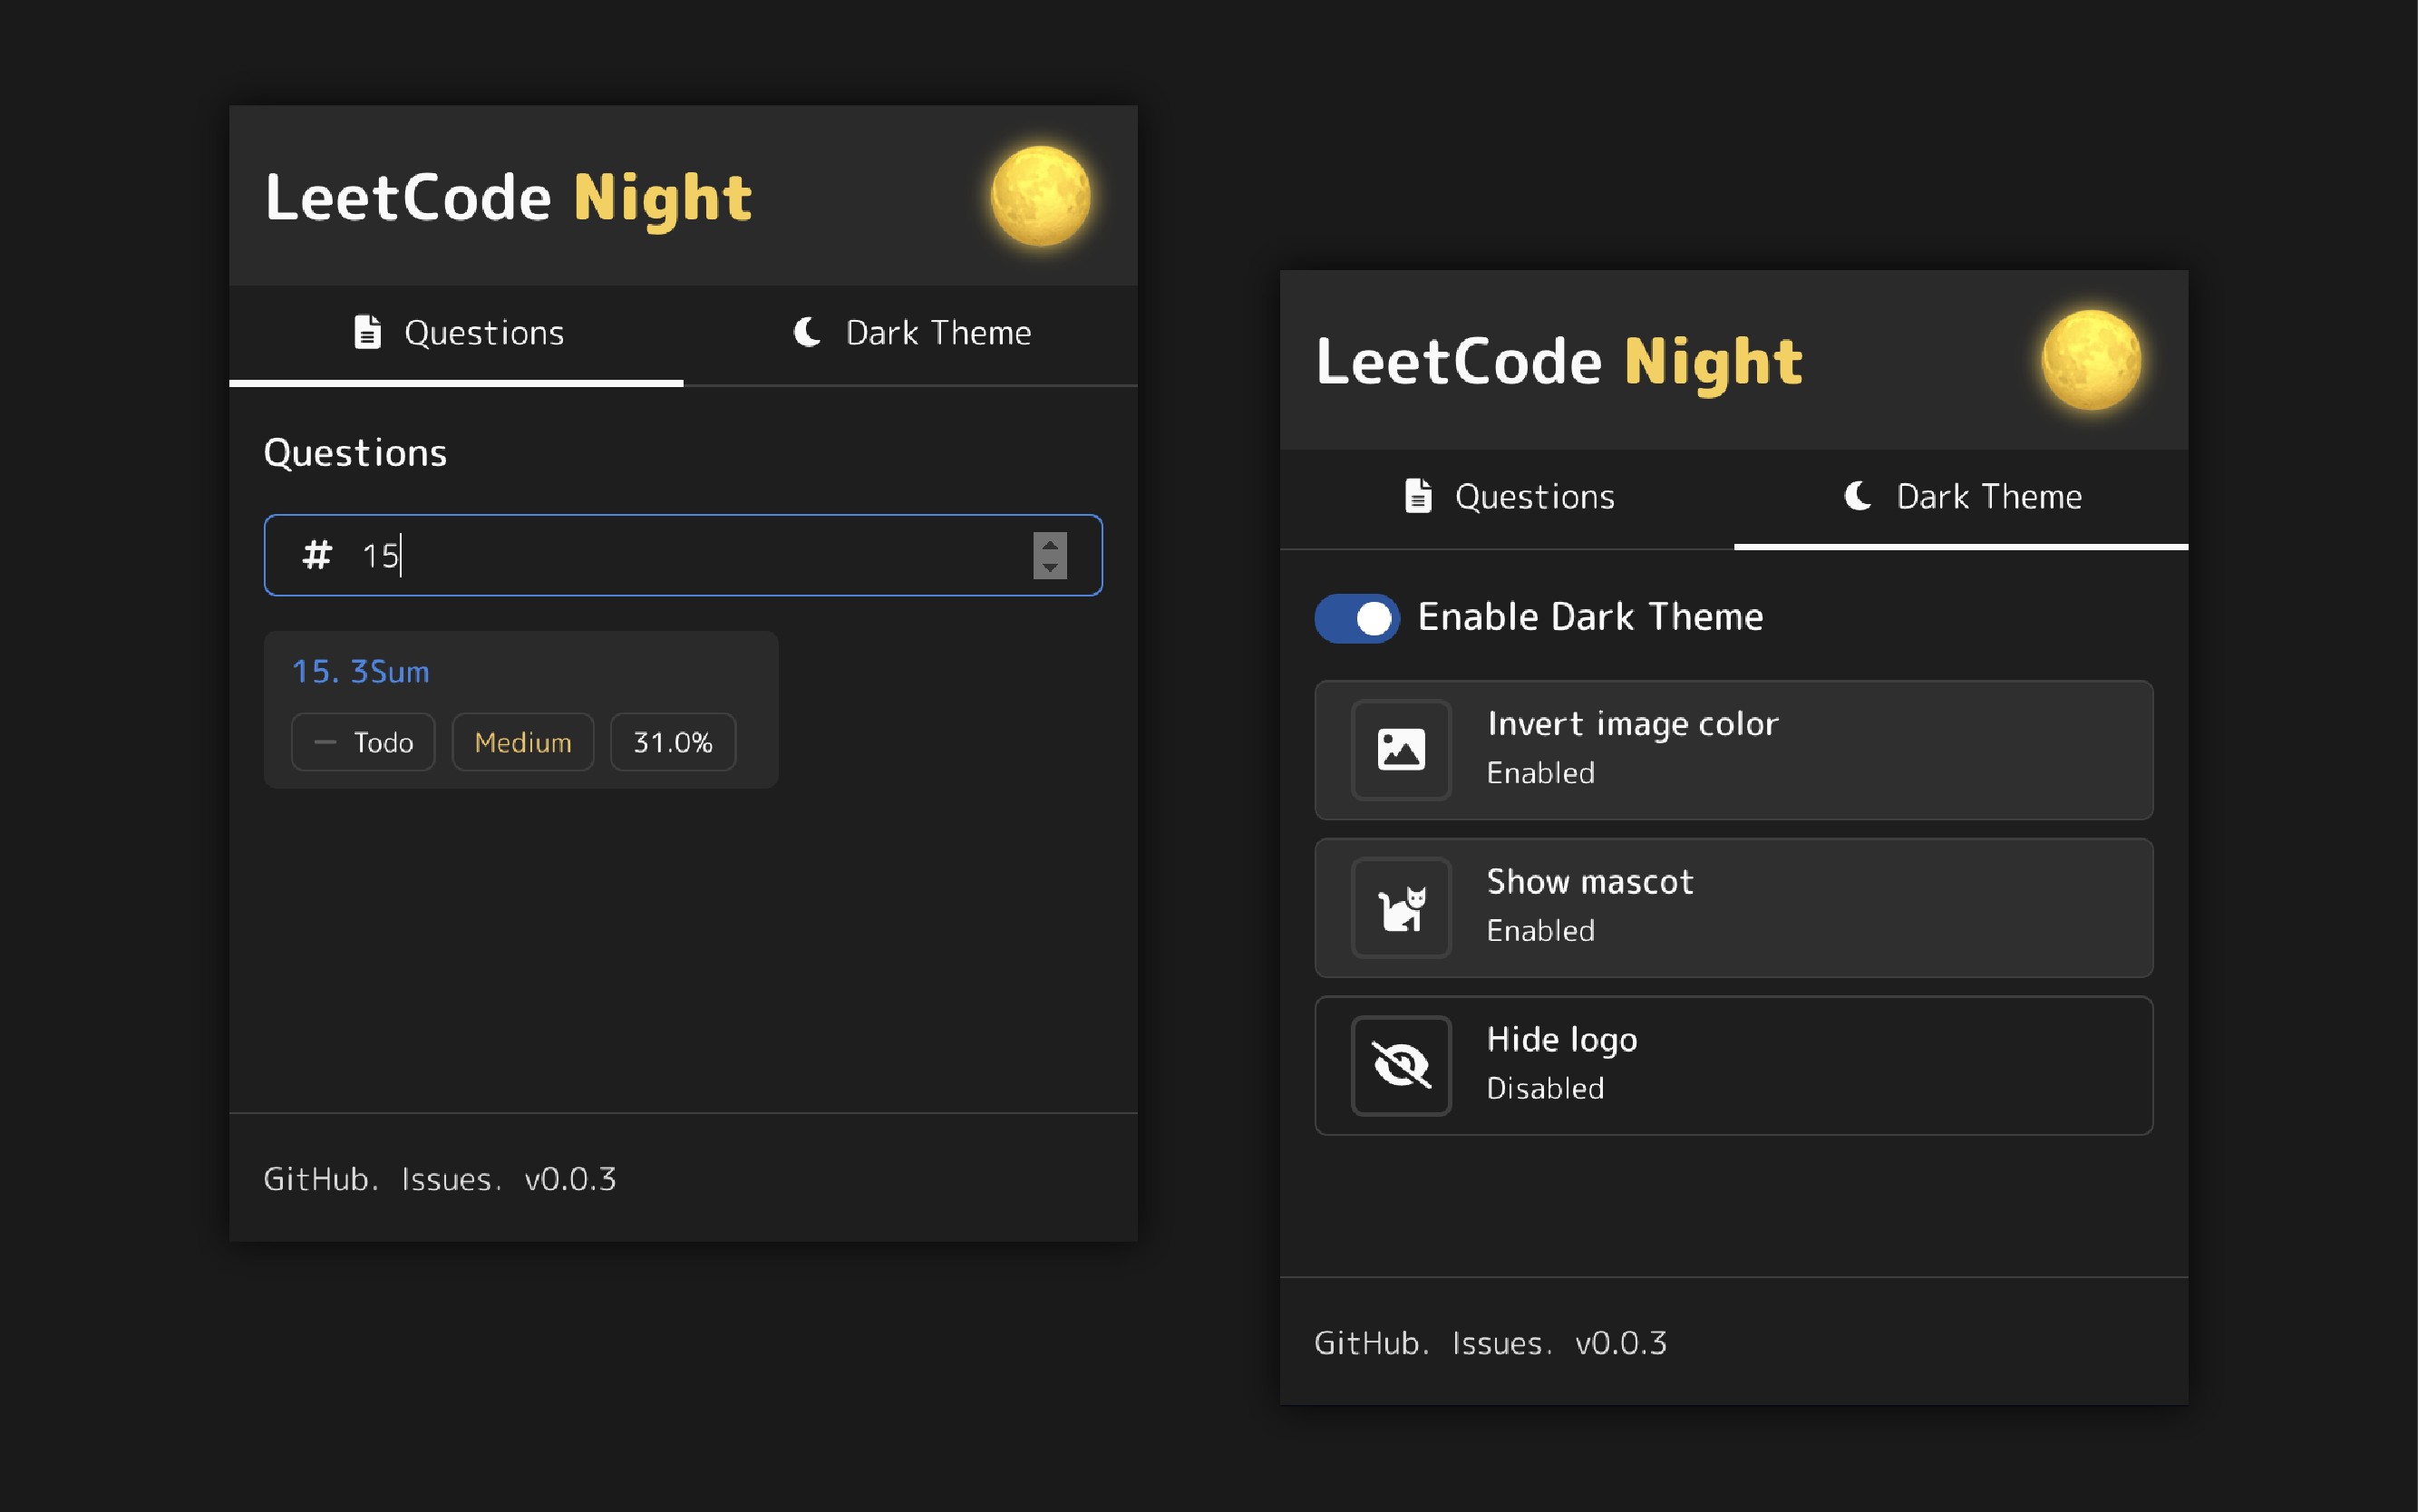 LeetCode Night
Questions
Dark Theme
Questions
# 15
15. 3Sum
Todo
Medium
31.0%
GitHub. Issues. v0.0.3
LeetCode Night
Questions
Dark Theme
Enable Dark Theme
Invert image color
Enabled
Show mascot
Enabled
Hide logo
Disabled
GitHub. Issues. v0.0.3